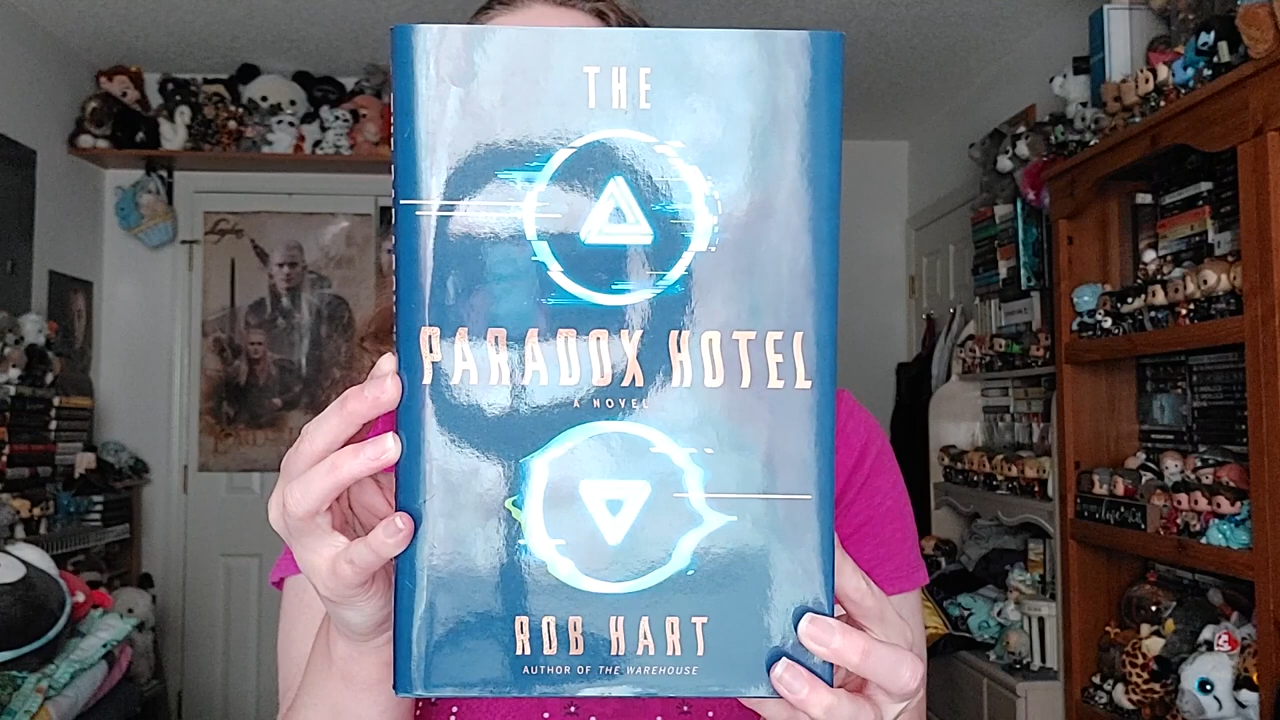 THE
PARADOX HOTEL
A NOVEL
ROB HART
AUTHOR OF THE WAREHOUSE